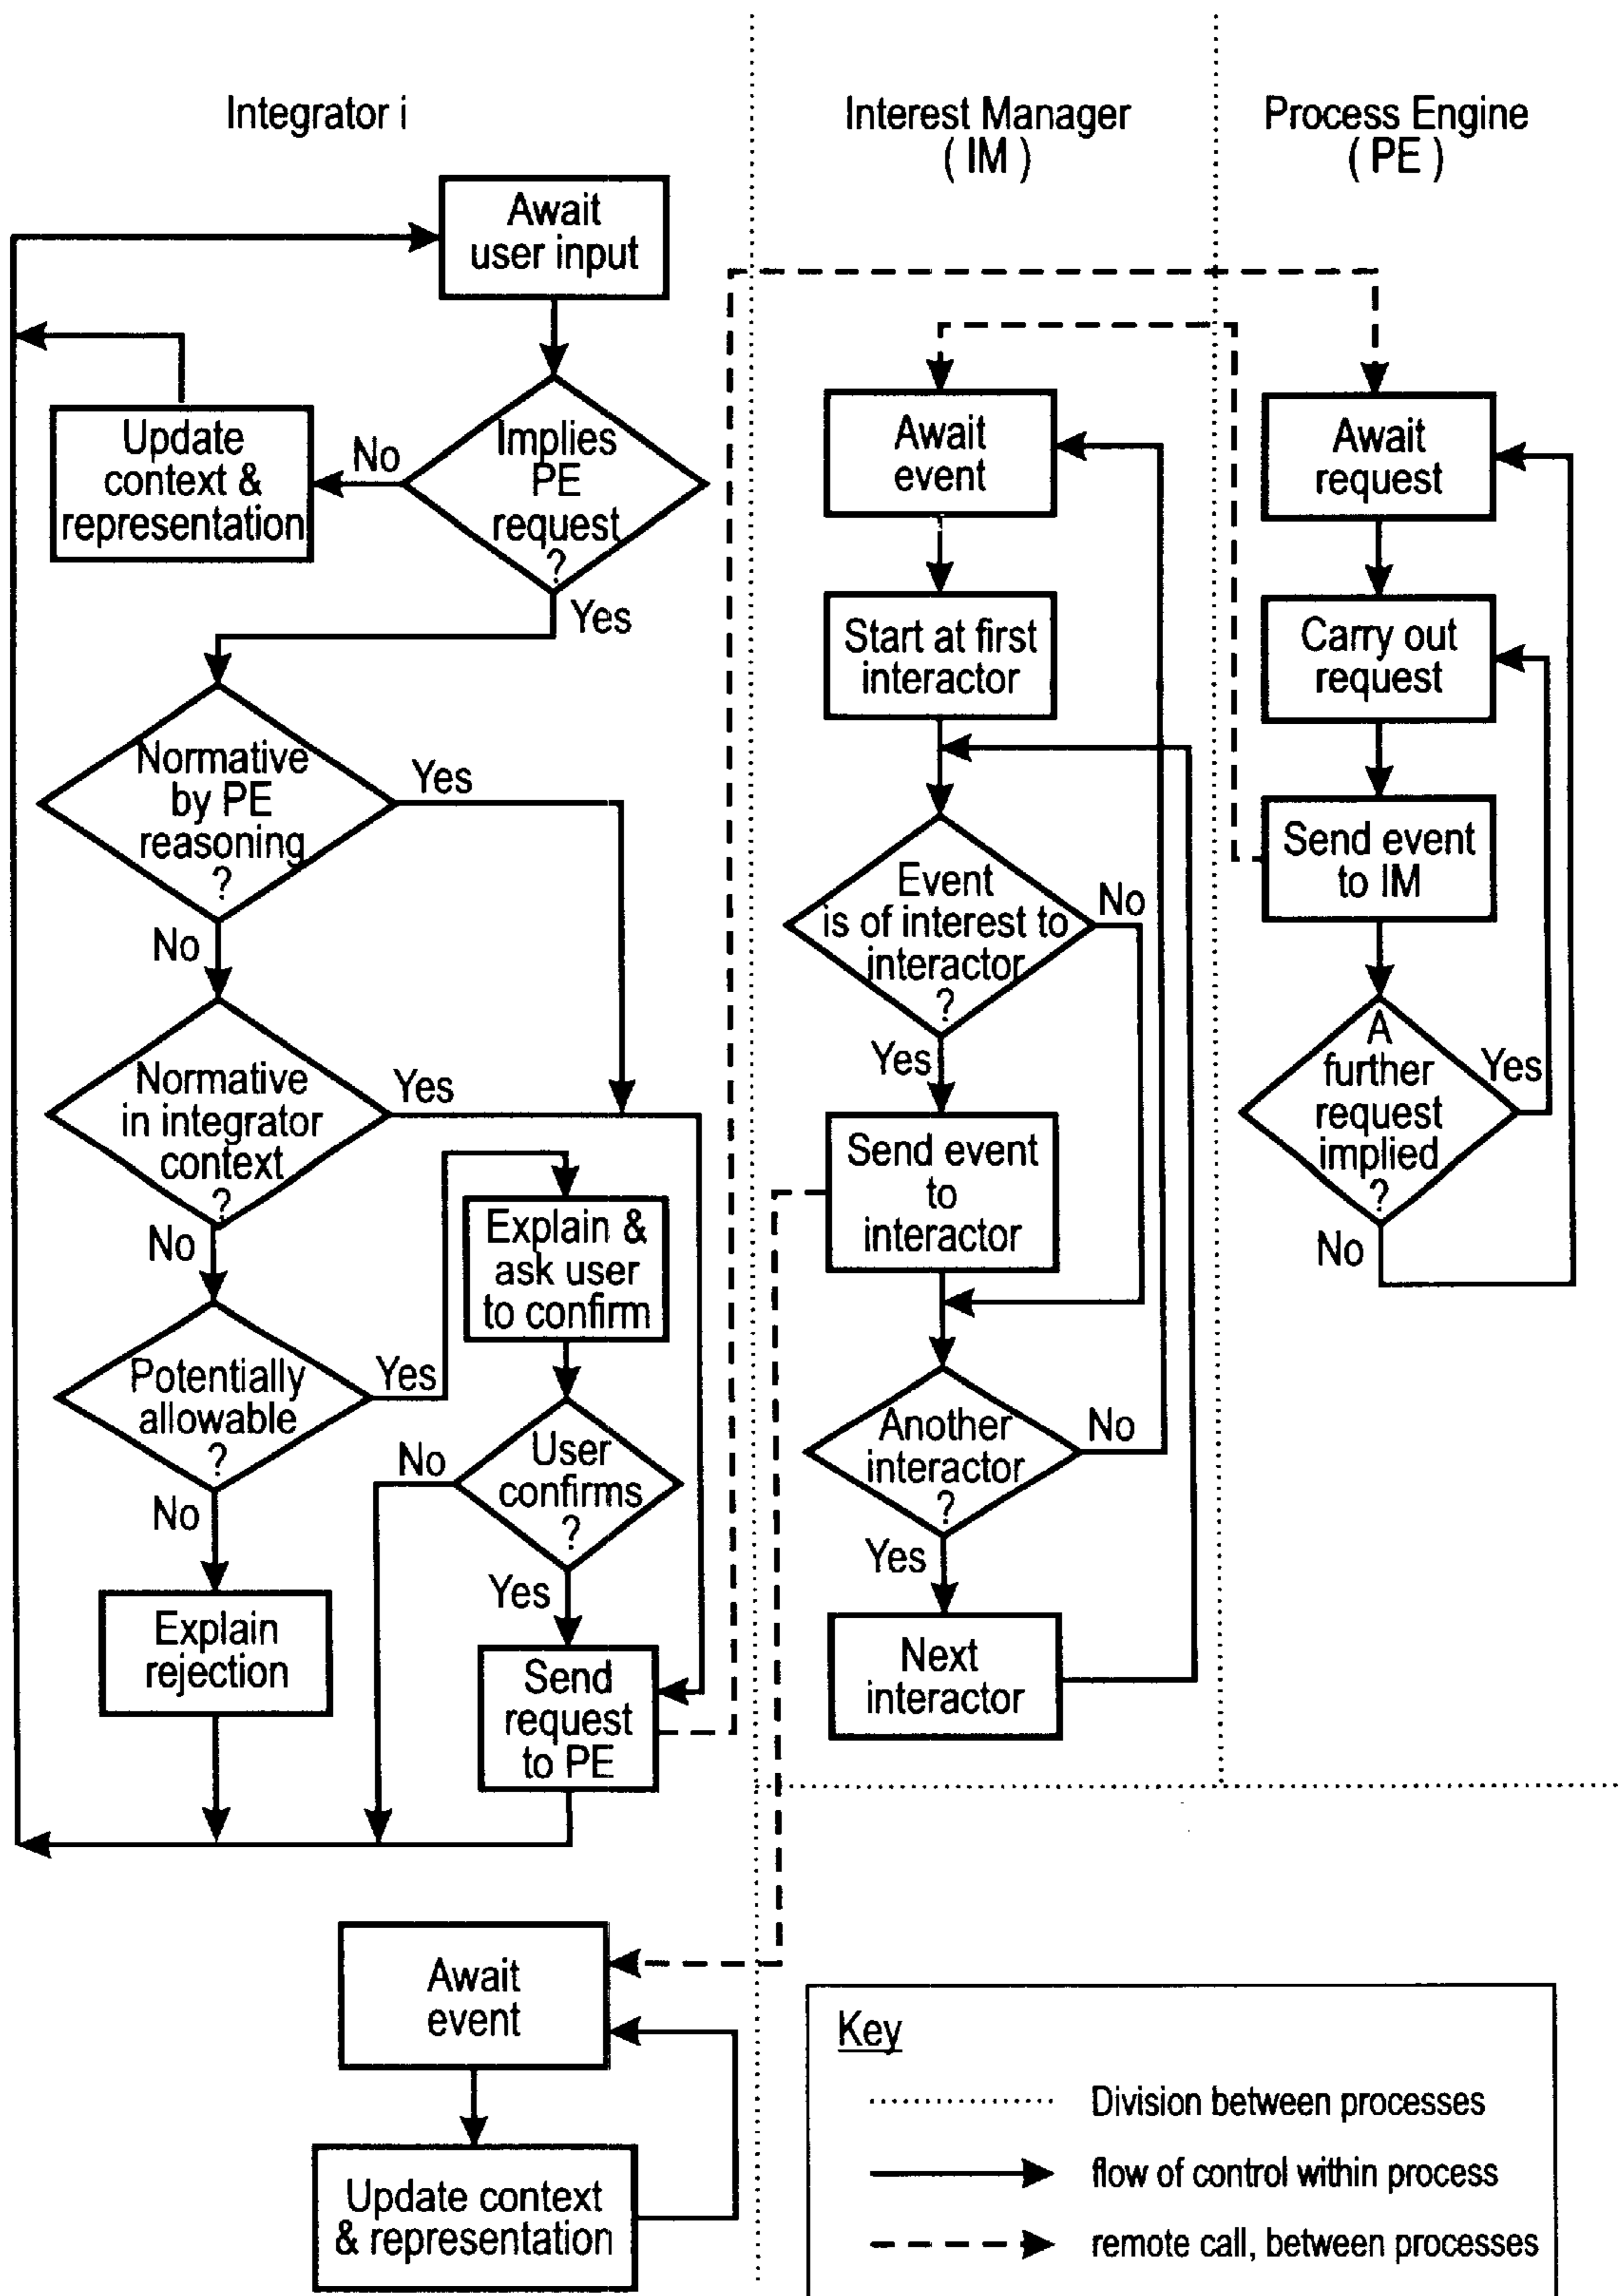 Integrator i
Await
user input
Implies
PE
request
?
No
Yes
Update
context &
representation
Normative
by PE
reasoning
?
Yes
No
Normative
in integrator
context
?
Yes
No
Potentially
allowable
?
Yes
No
Explain &
ask user
to confirm
User
confirms
?
No
Yes
Explain
rejection
Send
request
to PE
Await
event
Update context
& representation
Interest Manager
( IM )
Await
event
Start at first
interactor
Event
is of interest to
interactor
?
No
Yes
Send event
to
interactor
Another
interactor
?
No
Yes
Next
interactor
Process Engine
( PE )
Await
request
Carry out
request
Send event
to IM
A
further
request
implied
?
Yes
No
Key
Division between processes
flow of control within process
remote call, between processes